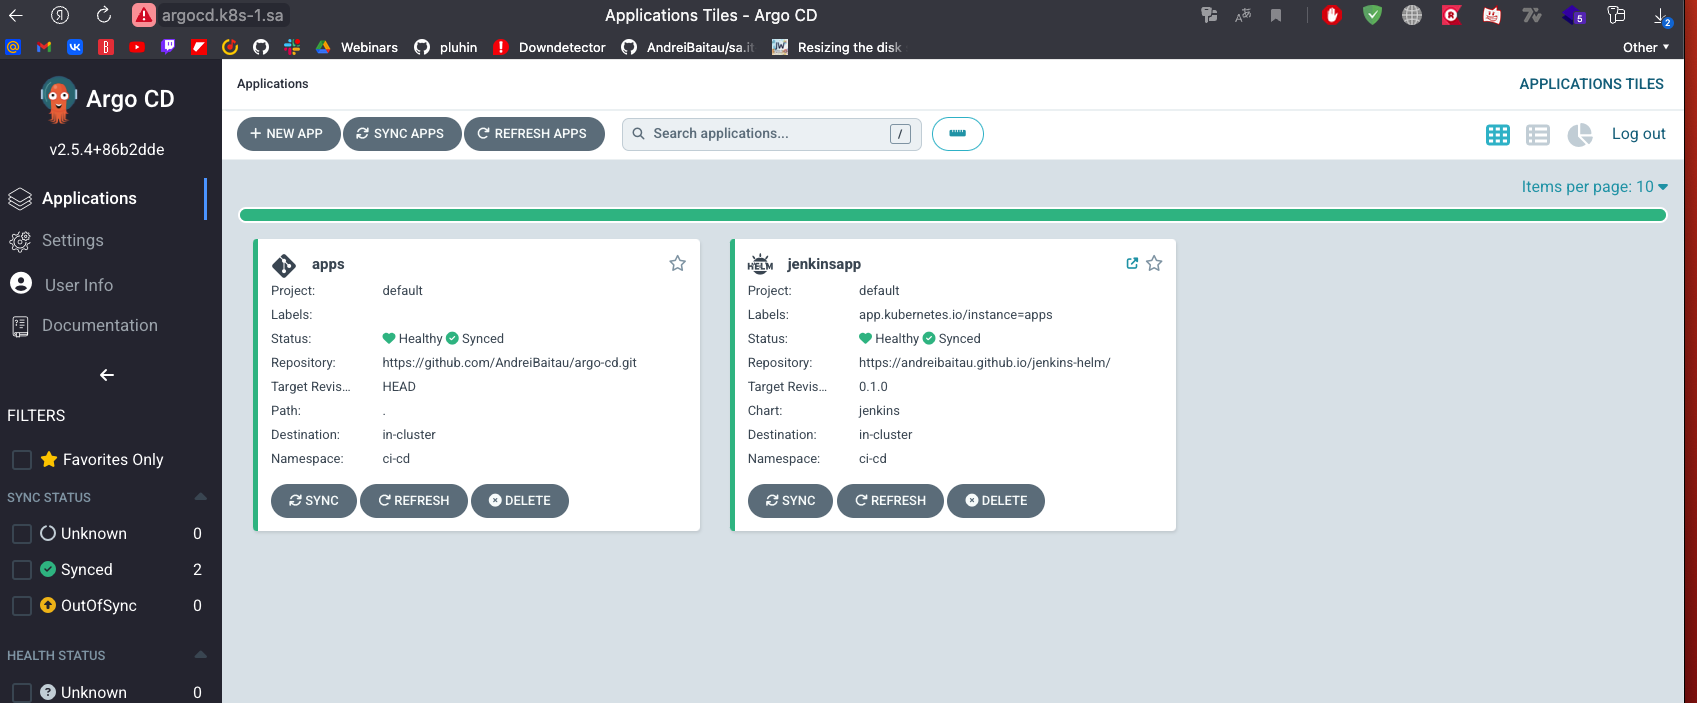 argocd.k8s-1.sa
Applications Tiles - Argo CD
5
2
Webinars
pluhin
Downdetector
AndreiBaitau/sa.it
Resizing the disk
Other
Argo CD
v2.5.4+86b2dde
Applications
Settings
User Info
Documentation
FILTERS
Favorites Only
SYNC STATUS
Unknown 0
Synced 2
OutOfSync 0
HEALTH STATUS
Unknown 0
Applications
APPLICATIONS TILES
+ NEW APP
SYNC APPS
REFRESH APPS
Search applications...
/
Log out
Items per page: 10
apps
Project: default
Labels:
Status: Healthy Synced
Repository: https://github.com/AndreiBaitau/argo-cd.git
Target Revis... HEAD
Path: .
Destination: in-cluster
Namespace: ci-cd
SYNC REFRESH DELETE
HELM
jenkinsapp
Project: default
Labels: app.kubernetes.io/instance=apps
Status: Healthy Synced
Repository: https://andreibaitau.github.io/jenkins-helm/
Target Revis... 0.1.0
Chart: jenkins
Destination: in-cluster
Namespace: ci-cd
SYNC REFRESH DELETE